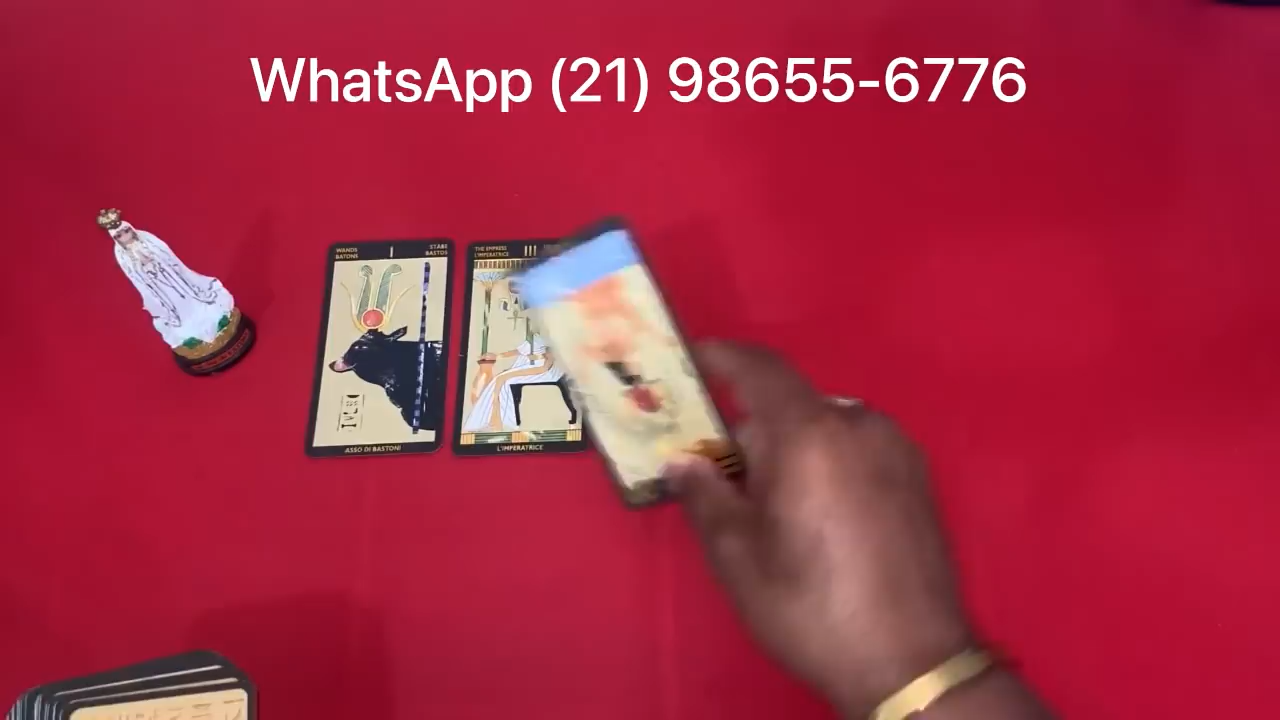 WhatsApp (21) 98655-6776
WANDS
BATONS
I
STÄBE
BASTOS
ASSO DI BASTONI
THE EMPRESS
L'IMPERATRICE
III
L'IMPERATRICE